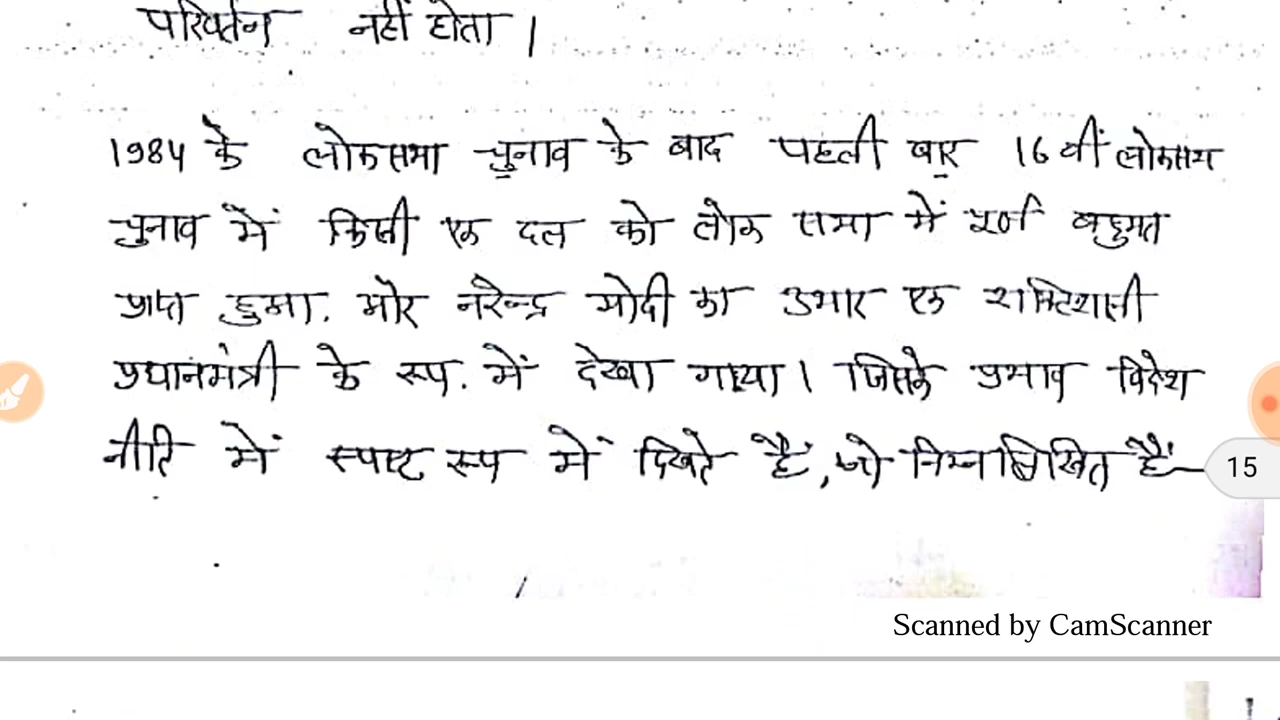 परिवर्तन नहीं होता।
1984 के लोकसभा चुनाव के बाद पहली बार 16 वीं लोकसभा
चुनाव में किसी एक दल को लोक सभा में पूर्ण बहुमत
प्राप्त हुआ. और नरेन्द्र मोदी का उभार एक शक्तिशाली
प्रधानमंत्री के रूप. में देखा गया। जिसके प्रभाव विदेश
नीति में स्पष्ट रूप में दिखते हैं, जो निम्नलिखित हैं-
15
Scanned by CamScanner